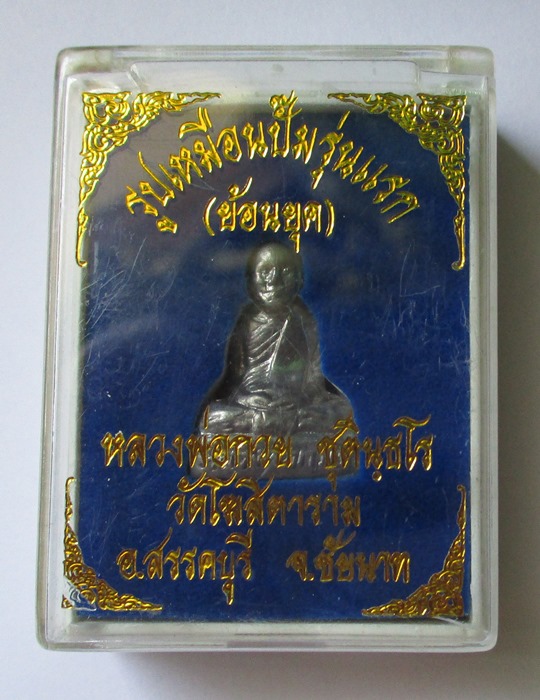 รูปเหมือนปั๊มรุ่นแรก
(ย้อนยุค)
หลวงพ่อกวย ชุตินฺธโร
วัดโฆสิตาราม
อ.สรรคบุรี จ.ชัยนาท